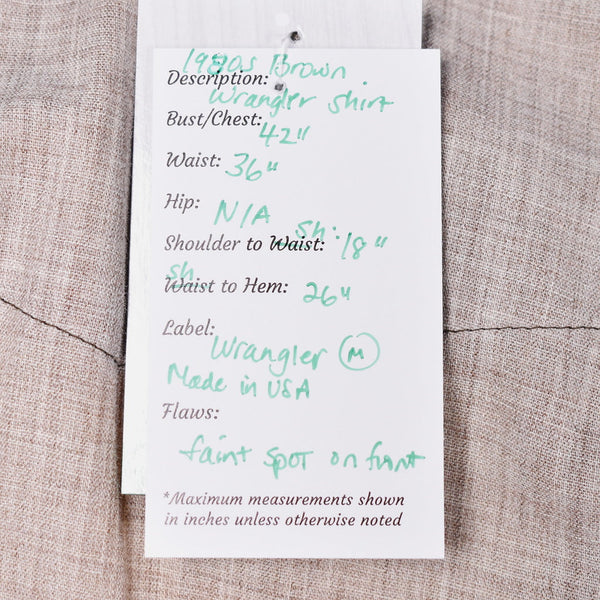 1980s Brown
Description:
Wrangler shirt
Bust/Chest: 42"
Waist: 36"
Hip: N/A
Shoulder to Waist: sh: 18"
sh
Waist to Hem: 26"
Label:
Wrangler M
Made in USA
Flaws:
faint spot on front
*Maximum measurements shown
in inches unless otherwise noted